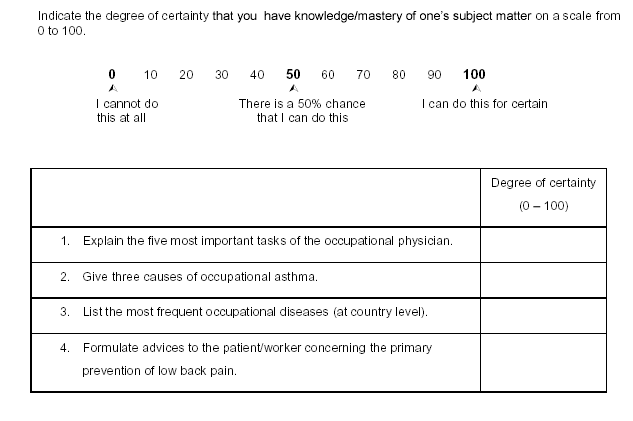 Indicate the degree of certainty that you have knowledge/mastery of one's subject matter on a scale from
0 to 100.
0 10 20 30 40 50 60 70 80 90 100
I cannot do There is a 50% chance I can do this for certain
this at all that I can do this
Degree of certainty
(0 – 100)
1. Explain the five most important tasks of the occupational physician.
2. Give three causes of occupational asthma.
3. List the most frequent occupational diseases (at country level).
4. Formulate advices to the patient/worker concerning the primary
prevention of low back pain.